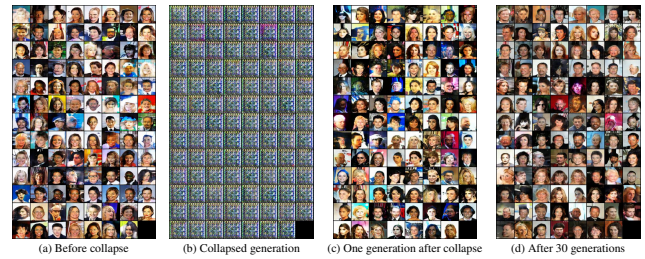 (a) Before collapse
(b) Collapsed generation
(c) One generation after collapse
(d) After 30 generations